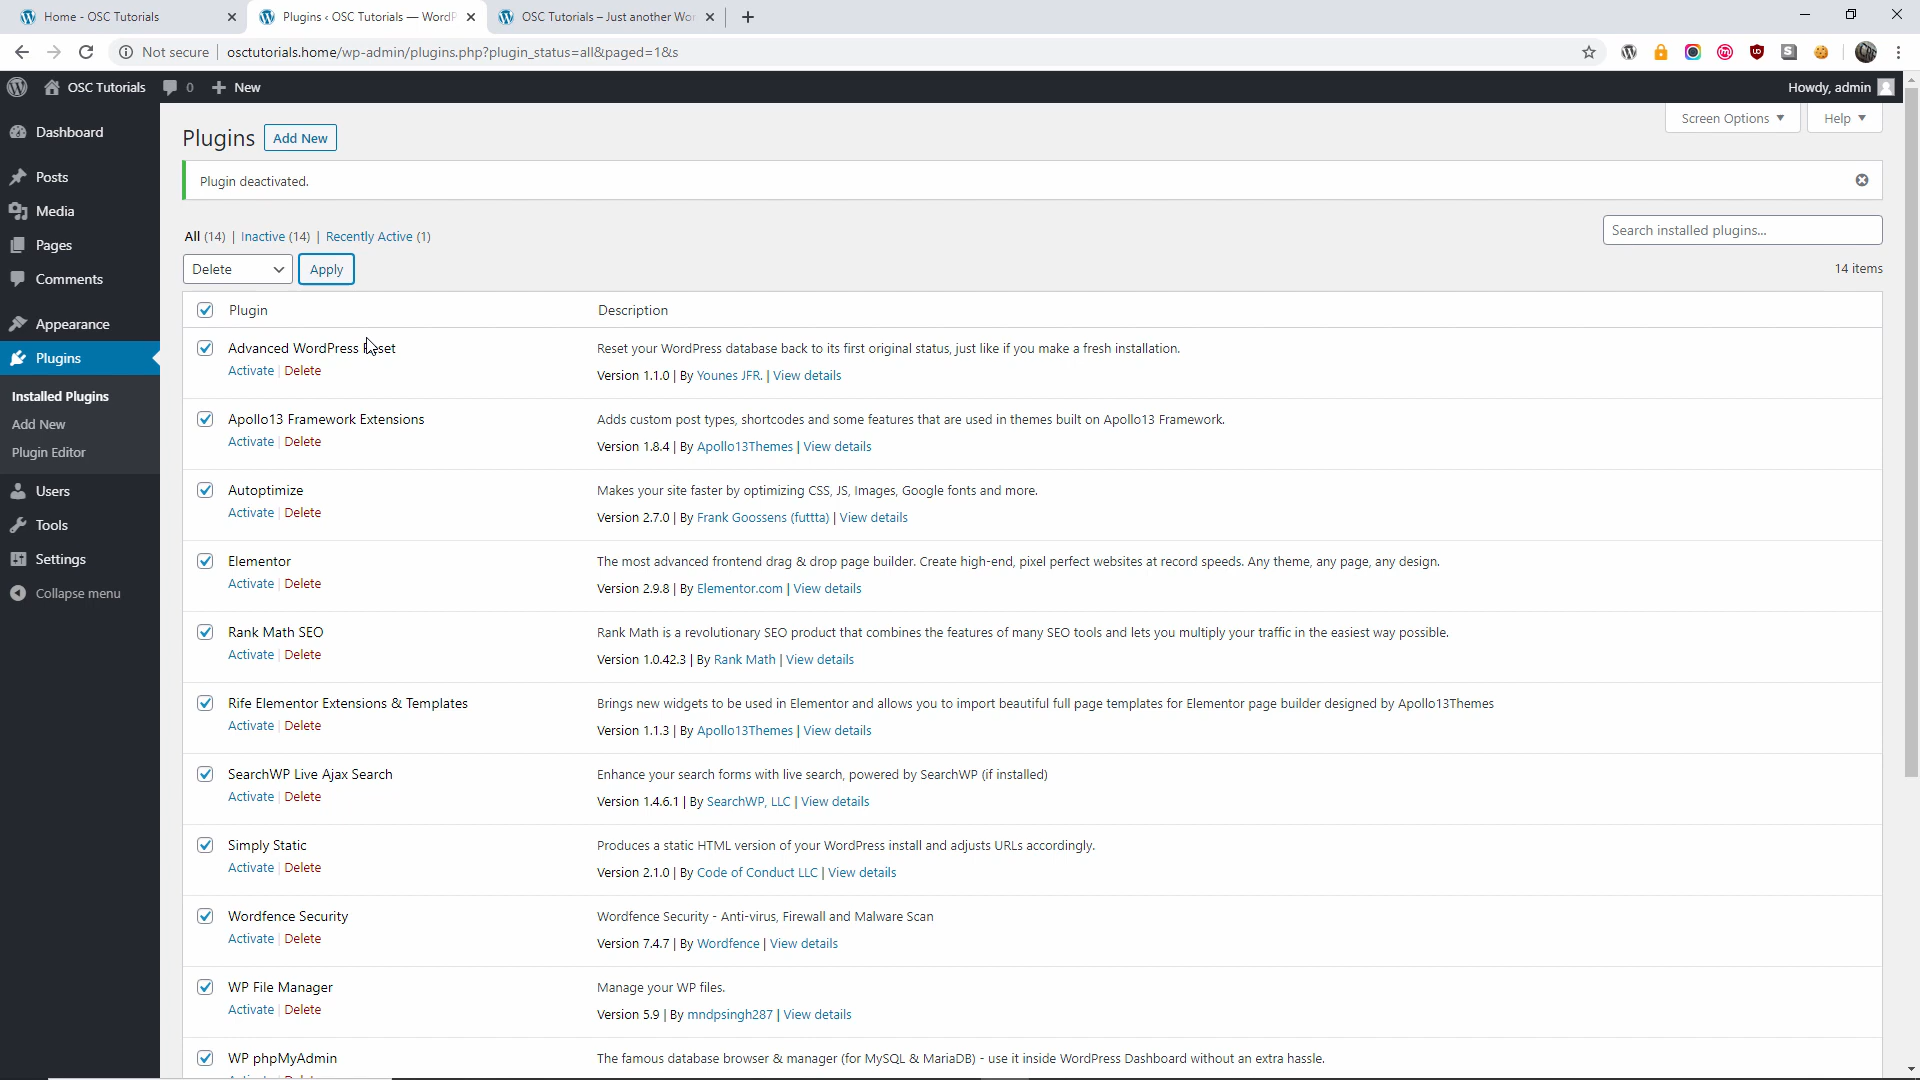 Home - OSC Tutorials
Plugins ‹ OSC Tutorials — WordP
OSC Tutorials – Just another Wor
Not secure
osctutorials.home/wp-admin/plugins.php?plugin_status=all&paged=1&s
OSC Tutorials
0
New
Howdy, admin
Dashboard
Posts
Media
Pages
Comments
Appearance
Plugins
Installed Plugins
Add New
Plugin Editor
Users
Tools
Settings
Collapse menu
Screen Options
Help
Plugins
Add New
Plugin deactivated.
All (14) | Inactive (14) | Recently Active (1)
Search installed plugins...
Delete
Apply
14 items
Plugin
Description
Advanced WordPress Reset
Activate | Delete
Reset your WordPress database back to its first original status, just like if you make a fresh installation.
Version 1.1.0 | By Younes JFR. | View details
Apollo13 Framework Extensions
Activate | Delete
Adds custom post types, shortcodes and some features that are used in themes built on Apollo13 Framework.
Version 1.8.4 | By Apollo13Themes | View details
Autoptimize
Activate | Delete
Makes your site faster by optimizing CSS, JS, Images, Google fonts and more.
Version 2.7.0 | By Frank Goossens (futtta) | View details
Elementor
Activate | Delete
The most advanced frontend drag & drop page builder. Create high-end, pixel perfect websites at record speeds. Any theme, any page, any design.
Version 2.9.8 | By Elementor.com | View details
Rank Math SEO
Activate | Delete
Rank Math is a revolutionary SEO product that combines the features of many SEO tools and lets you multiply your traffic in the easiest way possible.
Version 1.0.42.3 | By Rank Math | View details
Rife Elementor Extensions & Templates
Activate | Delete
Brings new widgets to be used in Elementor and allows you to import beautiful full page templates for Elementor page builder designed by Apollo13Themes
Version 1.1.3 | By Apollo13Themes | View details
SearchWP Live Ajax Search
Activate | Delete
Enhance your search forms with live search, powered by SearchWP (if installed)
Version 1.4.6.1 | By SearchWP, LLC | View details
Simply Static
Activate | Delete
Produces a static HTML version of your WordPress install and adjusts URLs accordingly.
Version 2.1.0 | By Code of Conduct LLC | View details
Wordfence Security
Activate | Delete
Wordfence Security - Anti-virus, Firewall and Malware Scan
Version 7.4.7 | By Wordfence | View details
WP File Manager
Activate | Delete
Manage your WP files.
Version 5.9 | By mndpsingh287 | View details
WP phpMyAdmin
The famous database browser & manager (for MySQL & MariaDB) - use it inside WordPress Dashboard without an extra hassle.